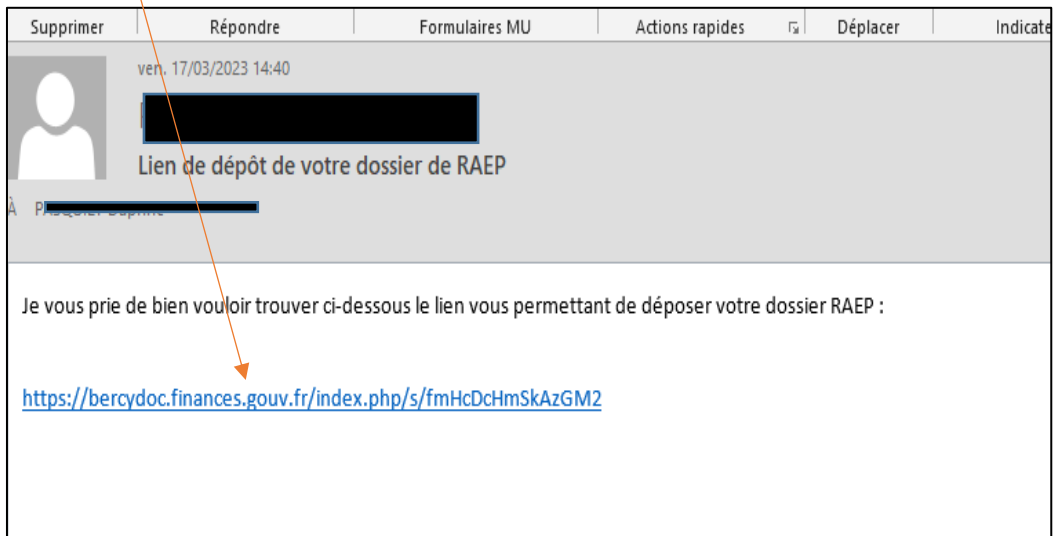 Supprimer Répondre Formulaires MU Actions rapides Déplacer Indicate
ven. 17/03/2023 14:40
Lien de dépôt de votre dossier de RAEP
À
Je vous prie de bien vouloir trouver ci-dessous le lien vous permettant de déposer votre dossier RAEP :
https://bercydoc.finances.gouv.fr/index.php/s/fmHcDcHmSkAzGM2